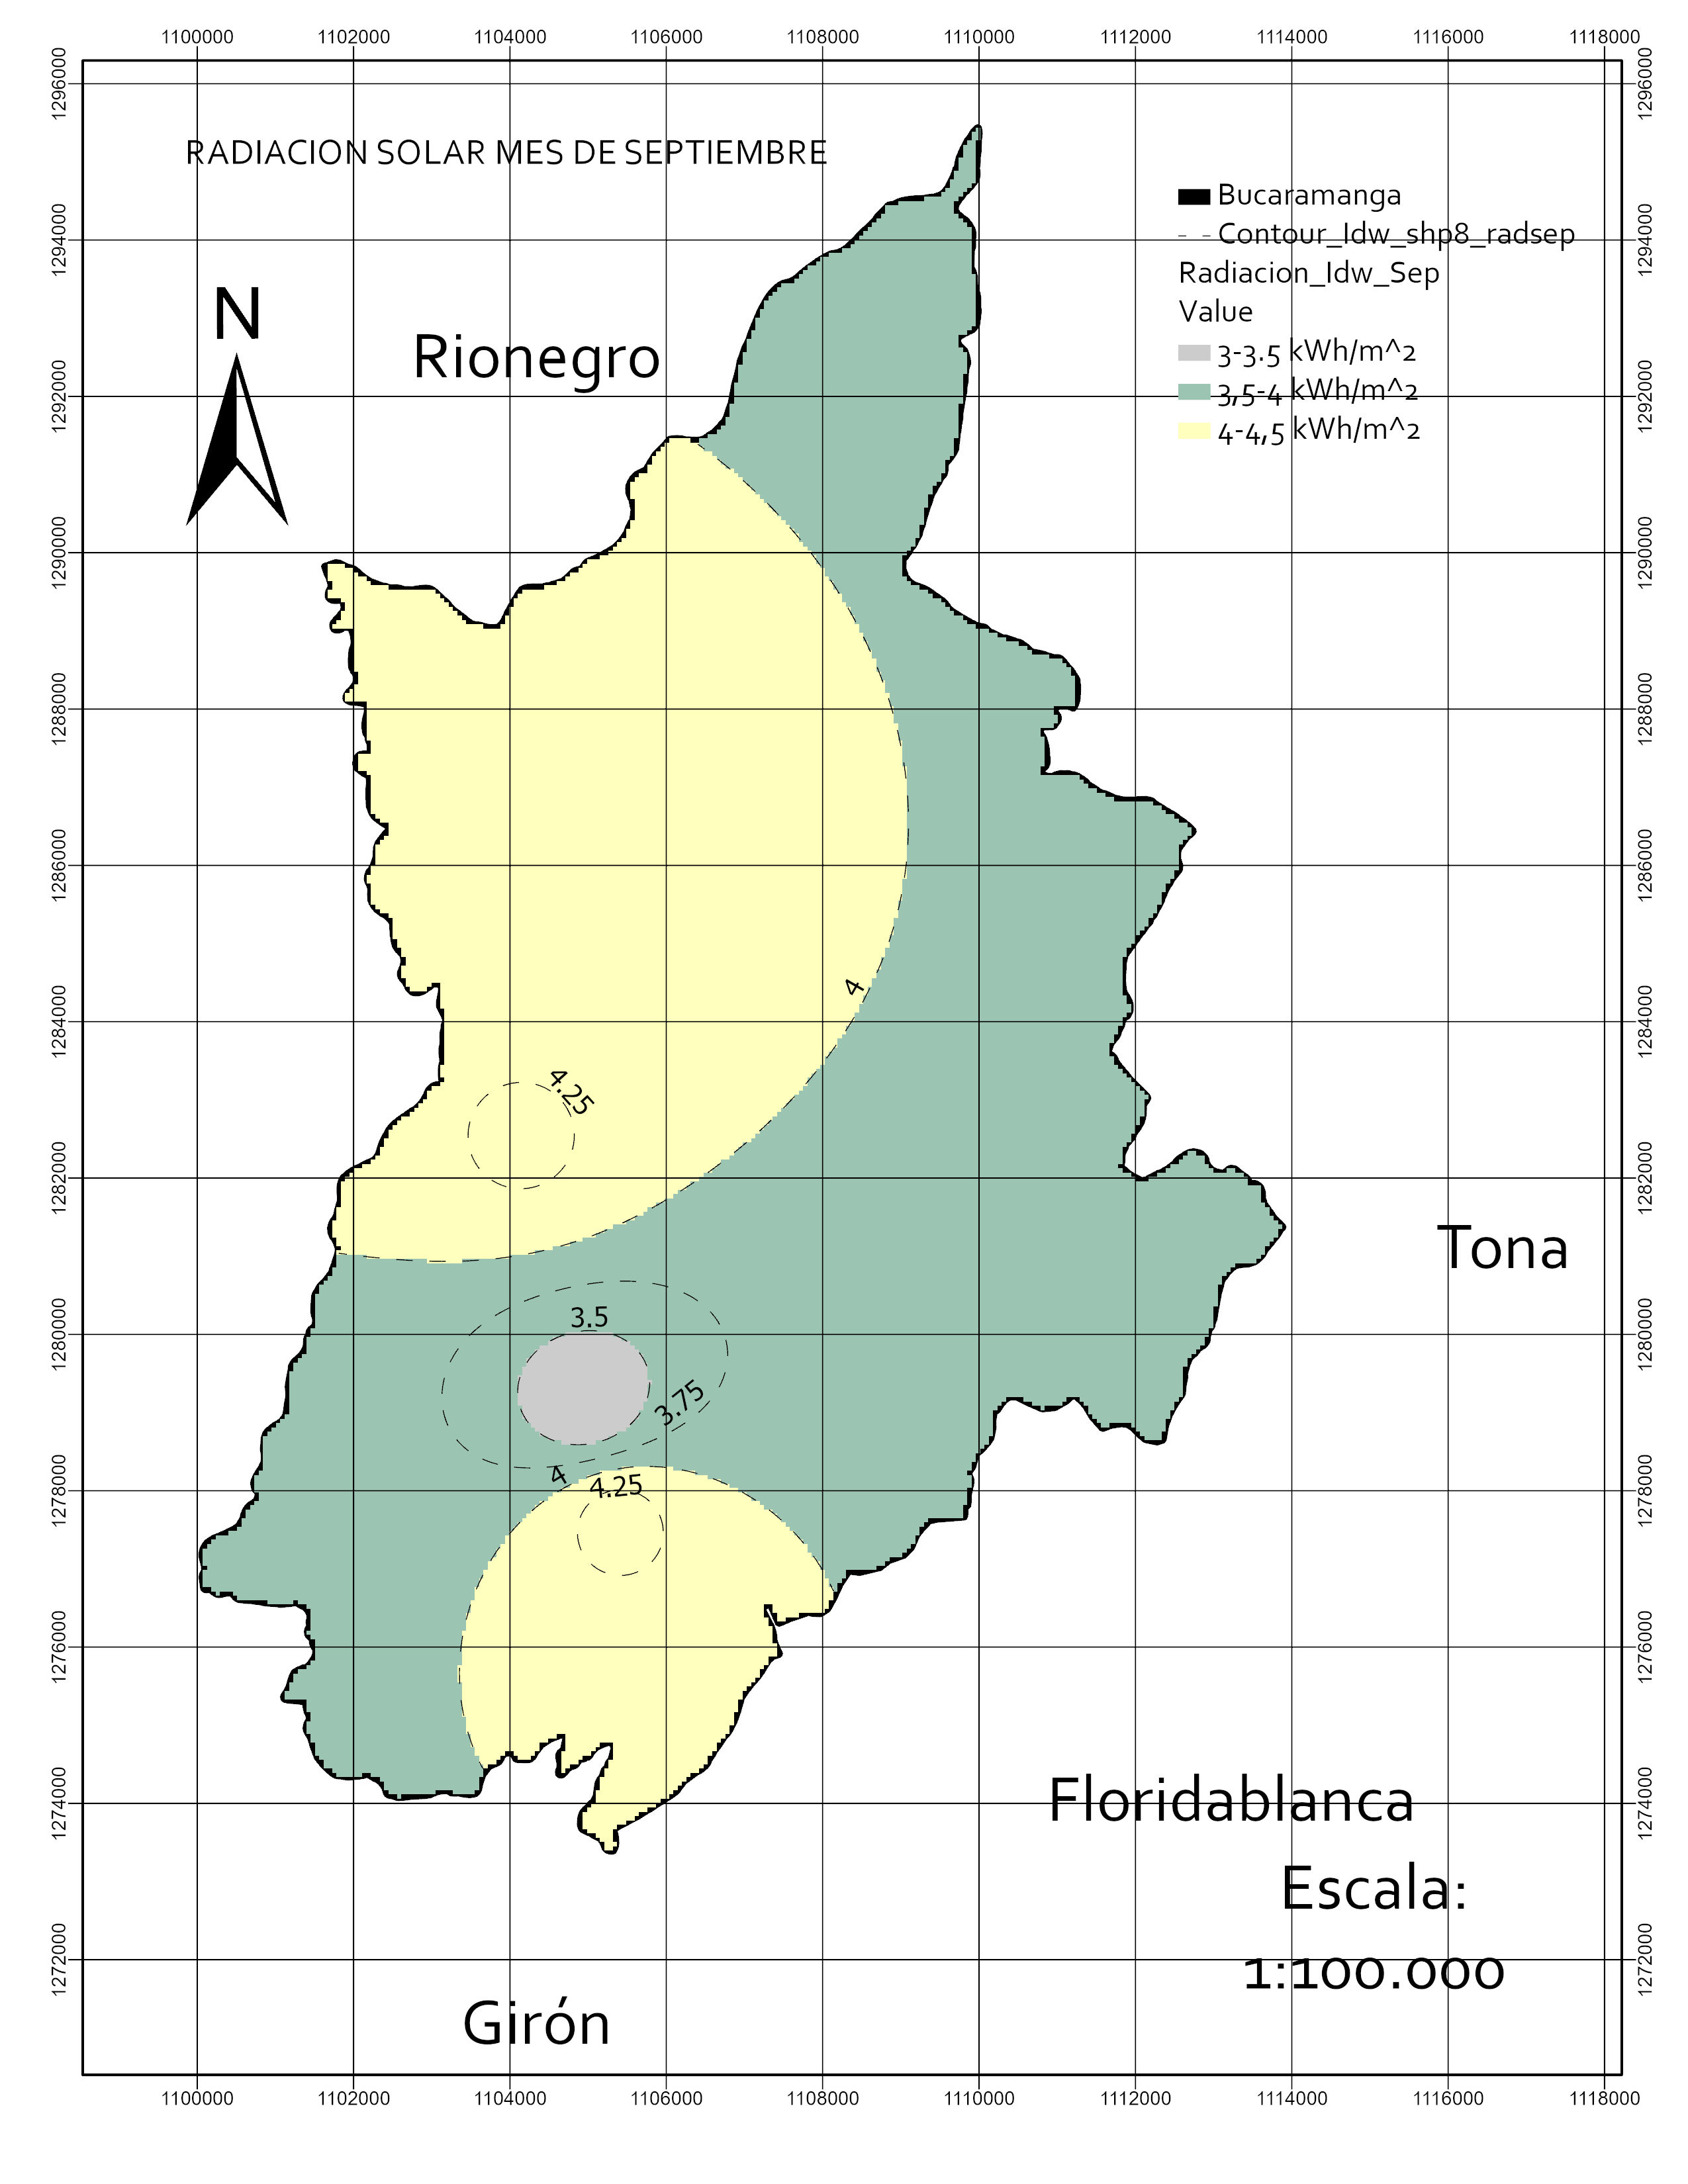 1100000 1102000 1104000 1106000 1108000 1110000 1112000 1114000 1116000 1118000
1296000 1296000
RADIACION SOLAR MES DE SEPTIEMBRE
Bucaramanga
1294000 Contour_Idw_shp8_radsep 1294000
Radiacion_Idw_Sep
N
Value
Rionegro
3-3.5 kWh/m^2
1292000 3,5-4 kWh/m^2 1292000
4-4,5 kWh/m^2
1290000 1290000
1288000 1288000
1286000 1286000
4
1284000 1284000
4.25
1282000 1282000
Tona
3.5
1280000 1280000
3.75
4
4.25
1278000 1278000
1276000 1276000
Floridablanca
1274000 1274000
Escala:
1:100.000
1272000 1272000
Girón
1100000 1102000 1104000 1106000 1108000 1110000 1112000 1114000 1116000 1118000